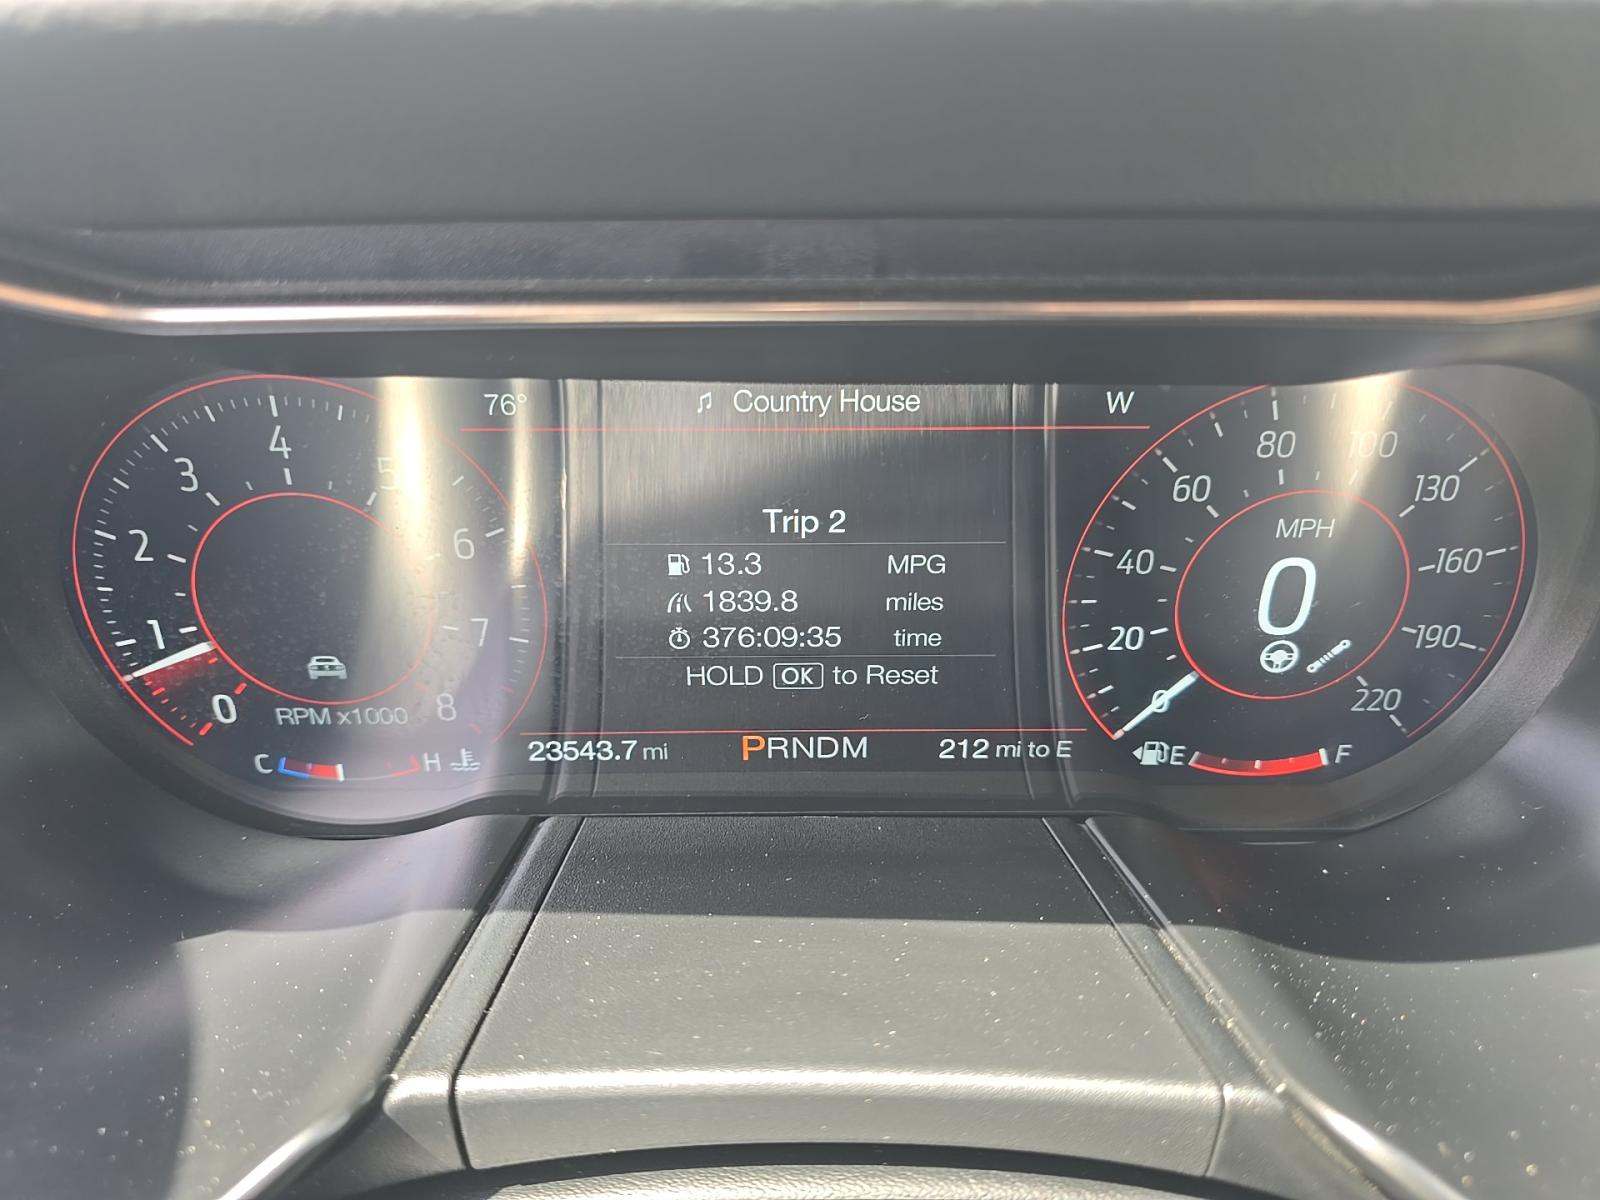 76° Country House W
Trip 2
13.3 MPG
1839.8 miles
376:09:35 time
HOLD OK to Reset
23543.7 mi PRNDM 212 mi to E
0 1 2 3 4 5 6 7 8
RPM x1000
C H
0 20 40 60 80 100 130 160 190 220
MPH
0
E F